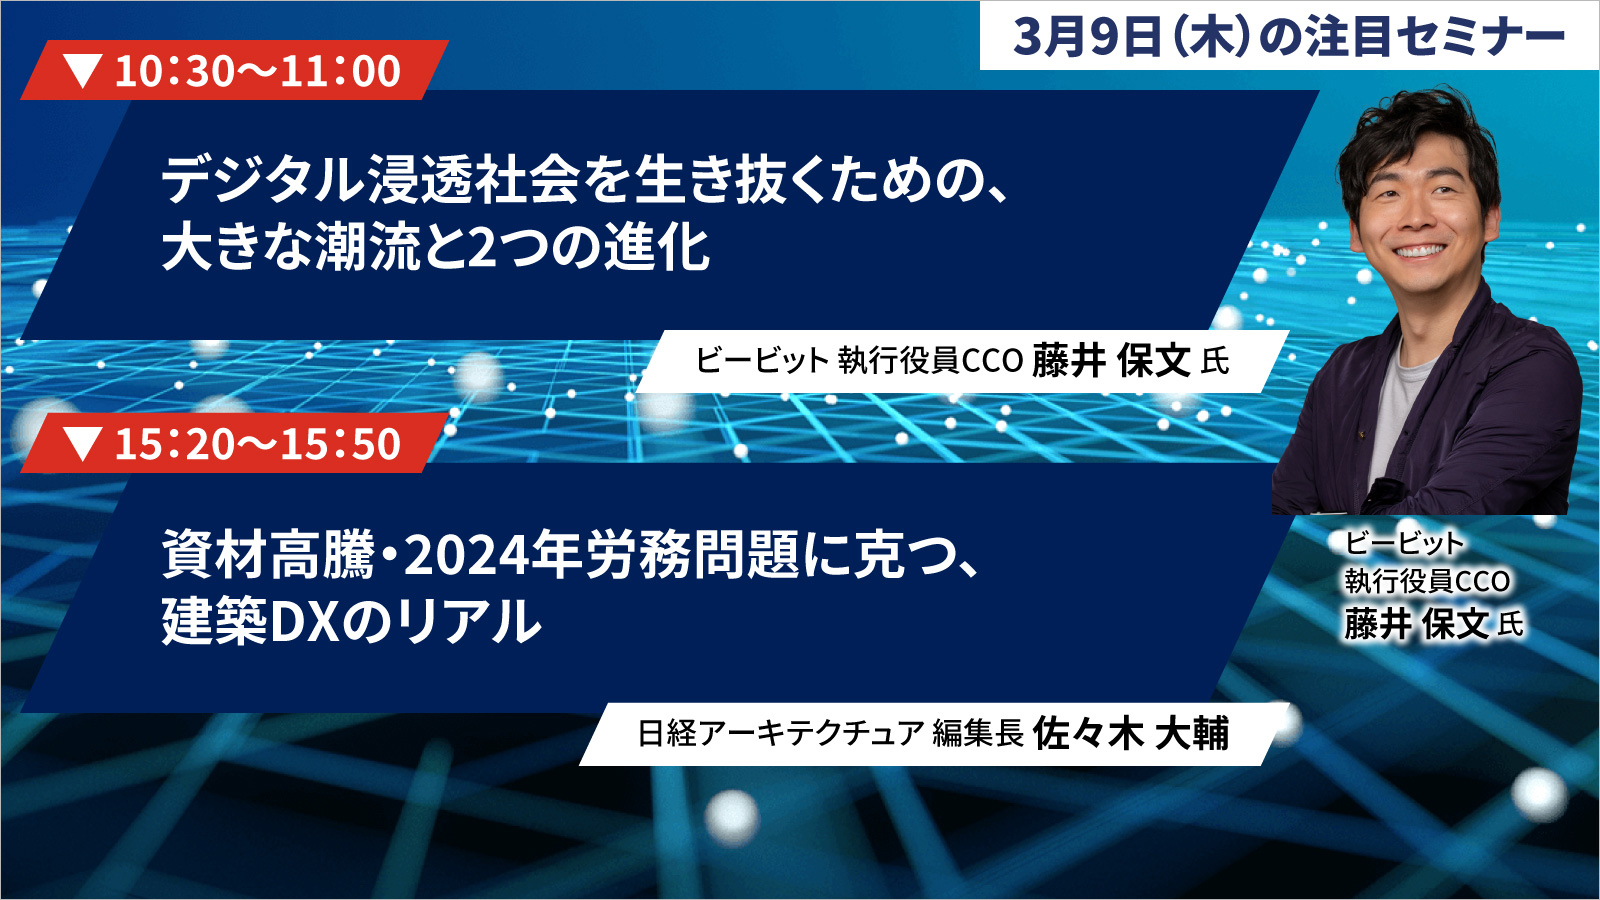 3月9日（木）の注目セミナー
▼10：30～11：00
デジタル浸透社会を生き抜くための、
大きな潮流と2つの進化
ビービット 執行役員CCO 藤井 保文 氏
▼15：20～15：50
資材高騰・2024年労務問題に克つ、
建築DXのリアル
日経アーキテクチュア 編集長 佐々木 大輔
ビービット
執行役員CCO
藤井 保文 氏